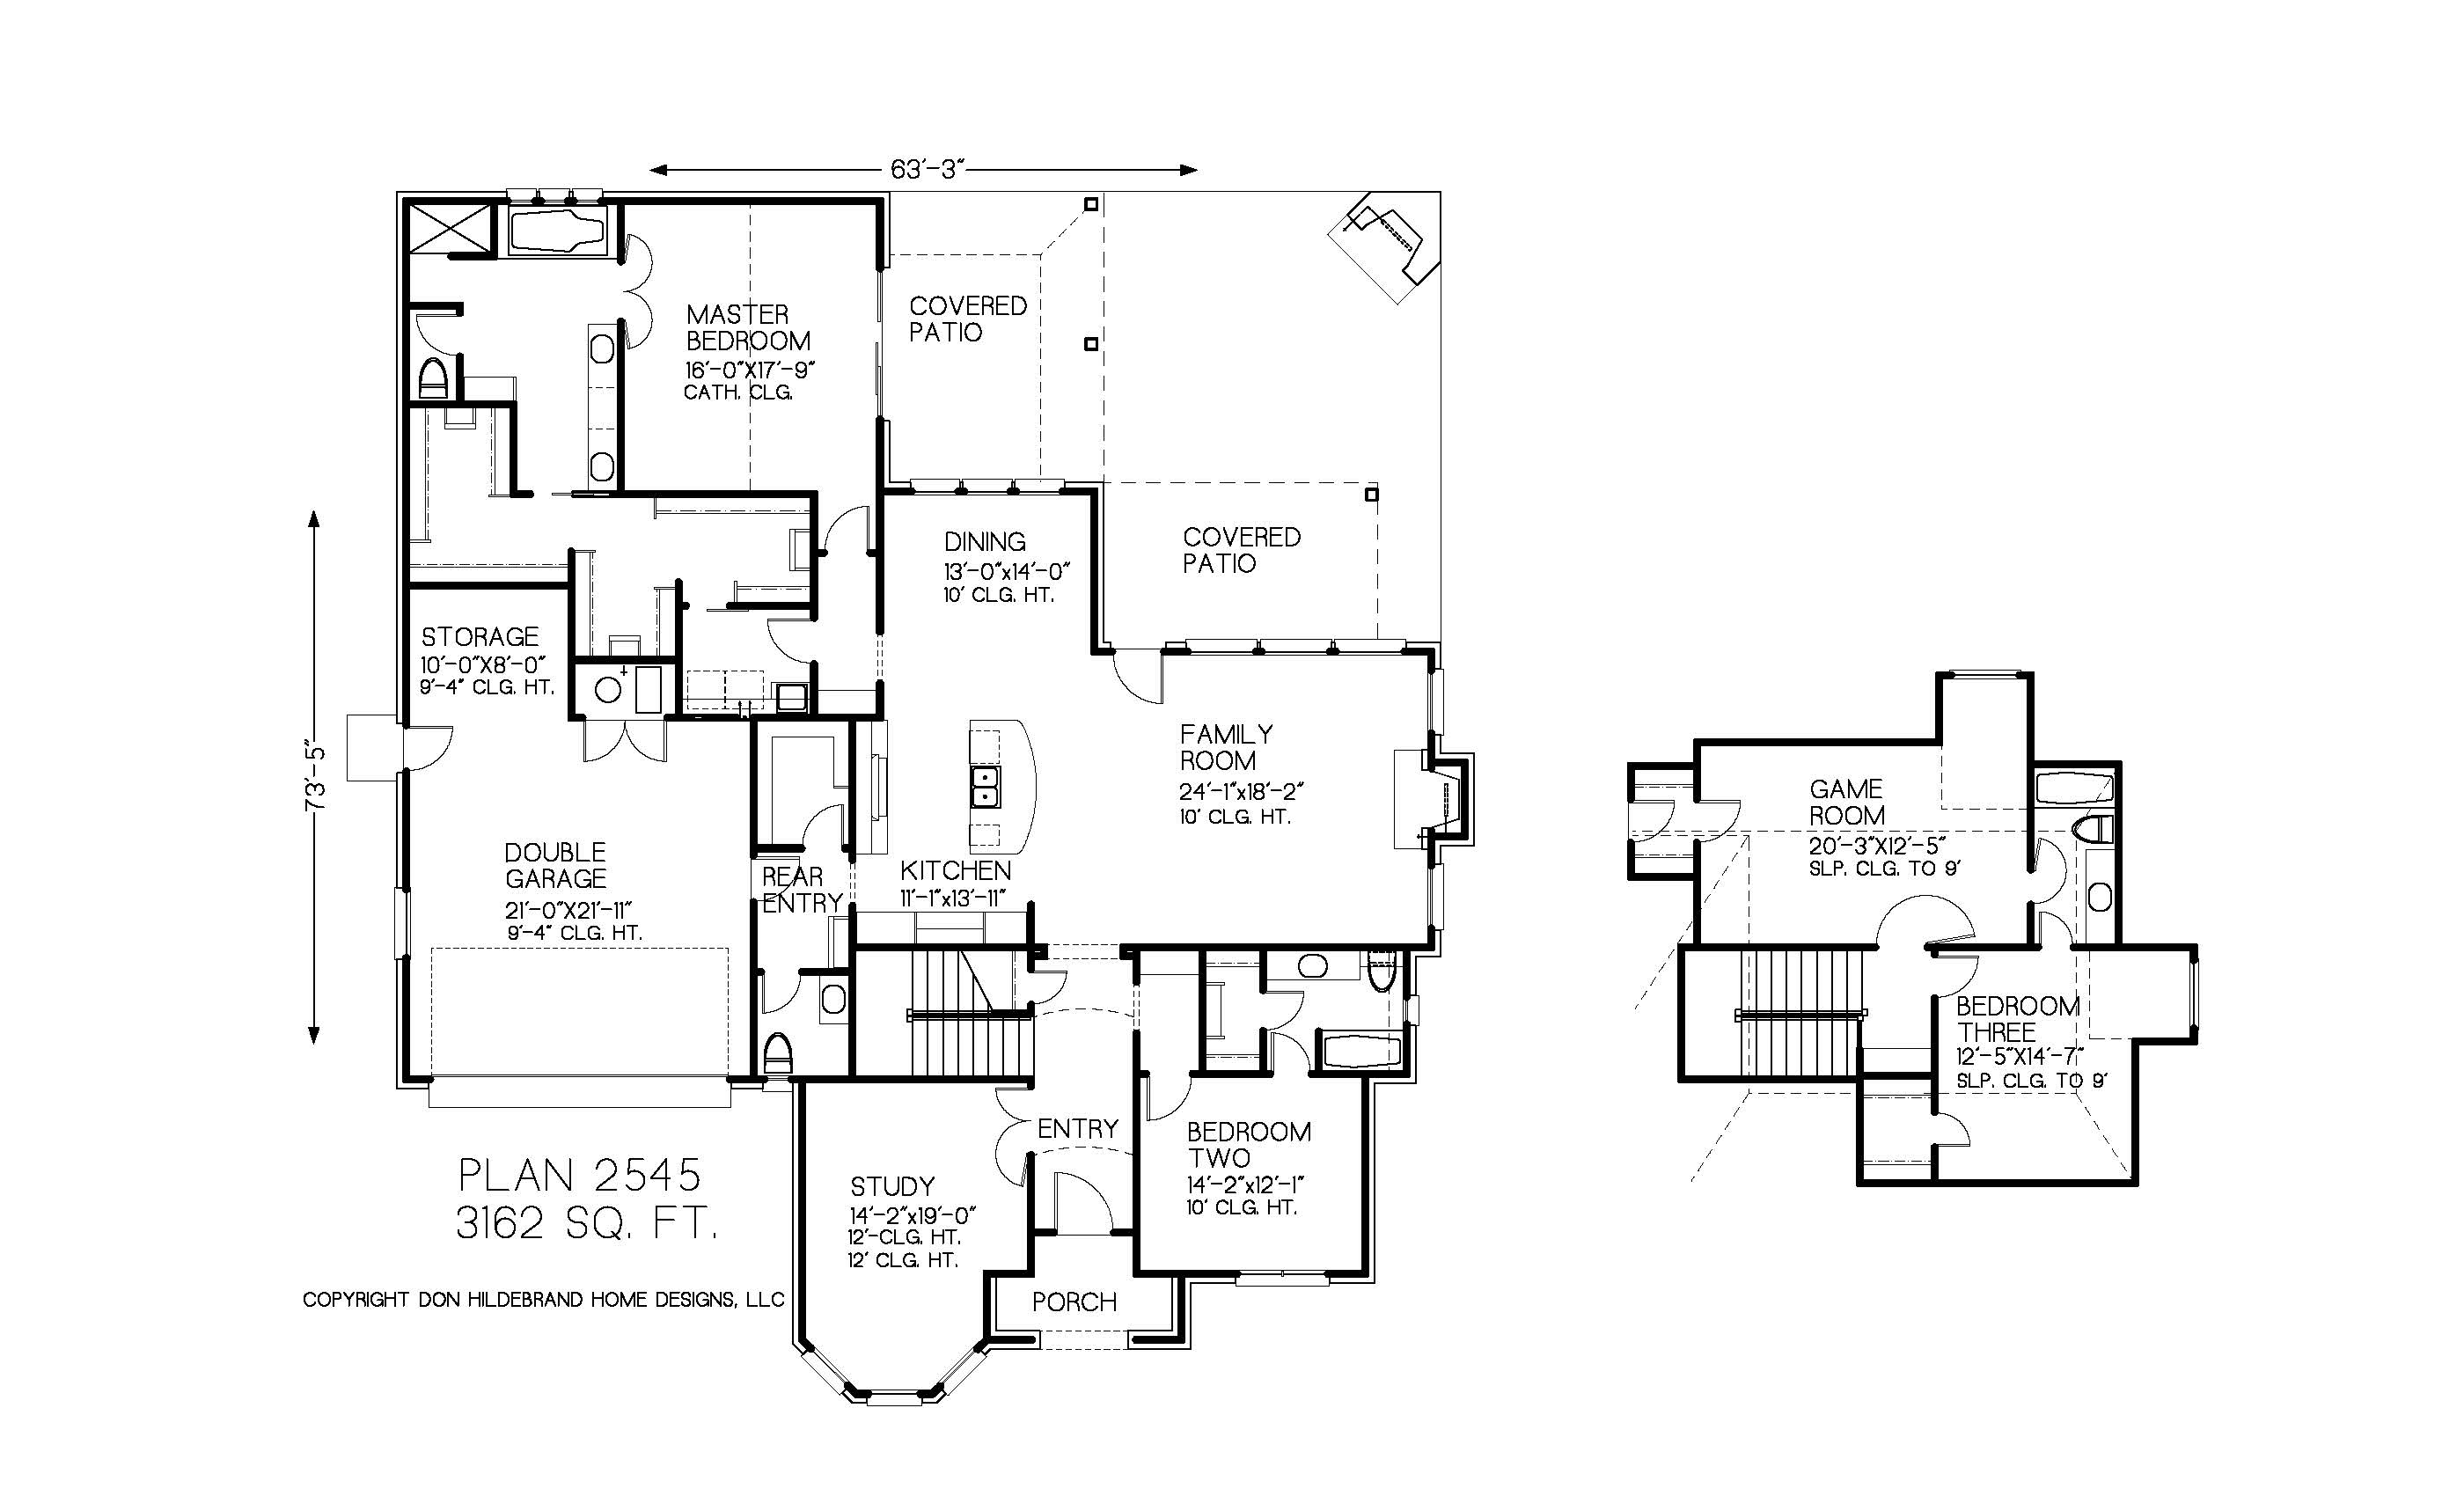 63'-3"
MASTER
BEDROOM
16'-0"X17'-9"
CATH. CLG.
COVERED
PATIO
DINING
13'-0"x14'-0"
10' CLG. HT.
COVERED
PATIO
STORAGE
10'-0"X8'-0"
9'-4" CLG. HT.
73'-5"
FAMILY
ROOM
24'-1"x18'-2"
10' CLG. HT.
DOUBLE
GARAGE
21'-0"X21'-11"
9'-4" CLG. HT.
REAR
ENTRY
KITCHEN
11'-1"x13'-11"
GAME
ROOM
20'-3"X12'-5"
SLP. CLG. TO 9'
BEDROOM
THREE
12'-5"X14'-7"
SLP. CLG. TO 9'
ENTRY
BEDROOM
TWO
14'-2"x12'-1"
10' CLG. HT.
STUDY
14'-2"x19'-0"
12'-CLG. HT.
12' CLG. HT.
PORCH
PLAN 2545
3162 SQ. FT.
COPYRIGHT DON HILDEBRAND HOME DESIGNS, LLC